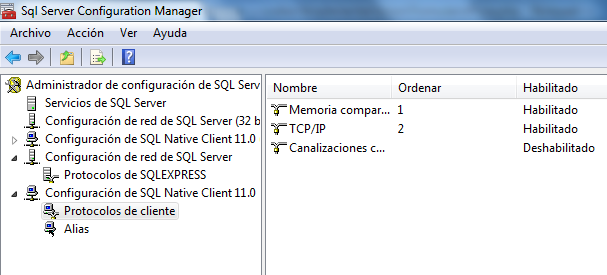 Sql Server Configuration Manager
Archivo Acción Ver Ayuda
Administrador de configuración de SQL Serv
Servicios de SQL Server
Configuración de red de SQL Server (32 b
Configuración de SQL Native Client 11.0
Configuración de red de SQL Server
Protocolos de SQLEXPRESS
Configuración de SQL Native Client 11.0
Protocolos de cliente
Alias
Nombre Ordenar Habilitado
Memoria compar... 1 Habilitado
TCP/IP 2 Habilitado
Canalizaciones c... Deshabilitado